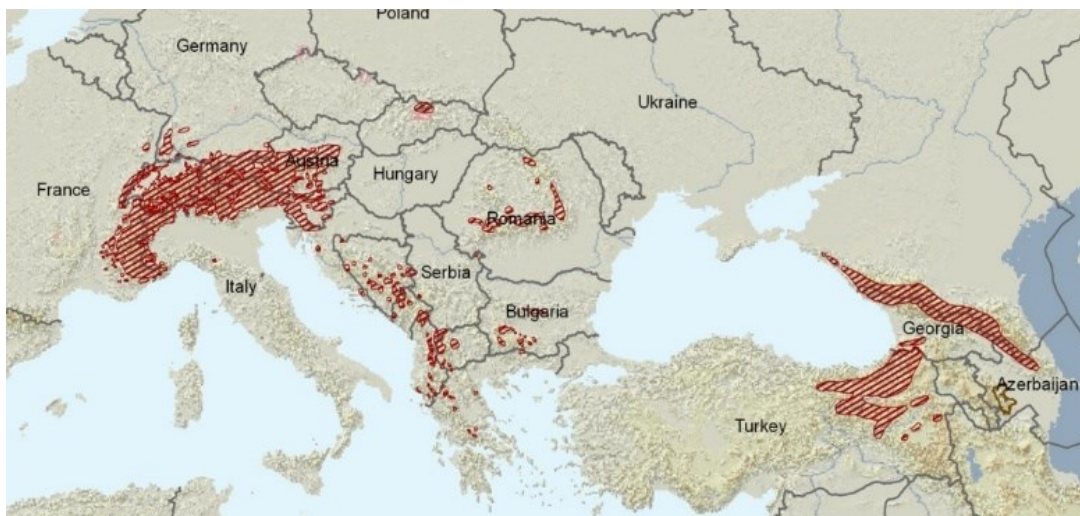 Poland
Germany
Ukraine
Austria
France
Hungary
Romania
Serbia
Italy
Bulgaria
Georgia
Azerbaijan
Turkey